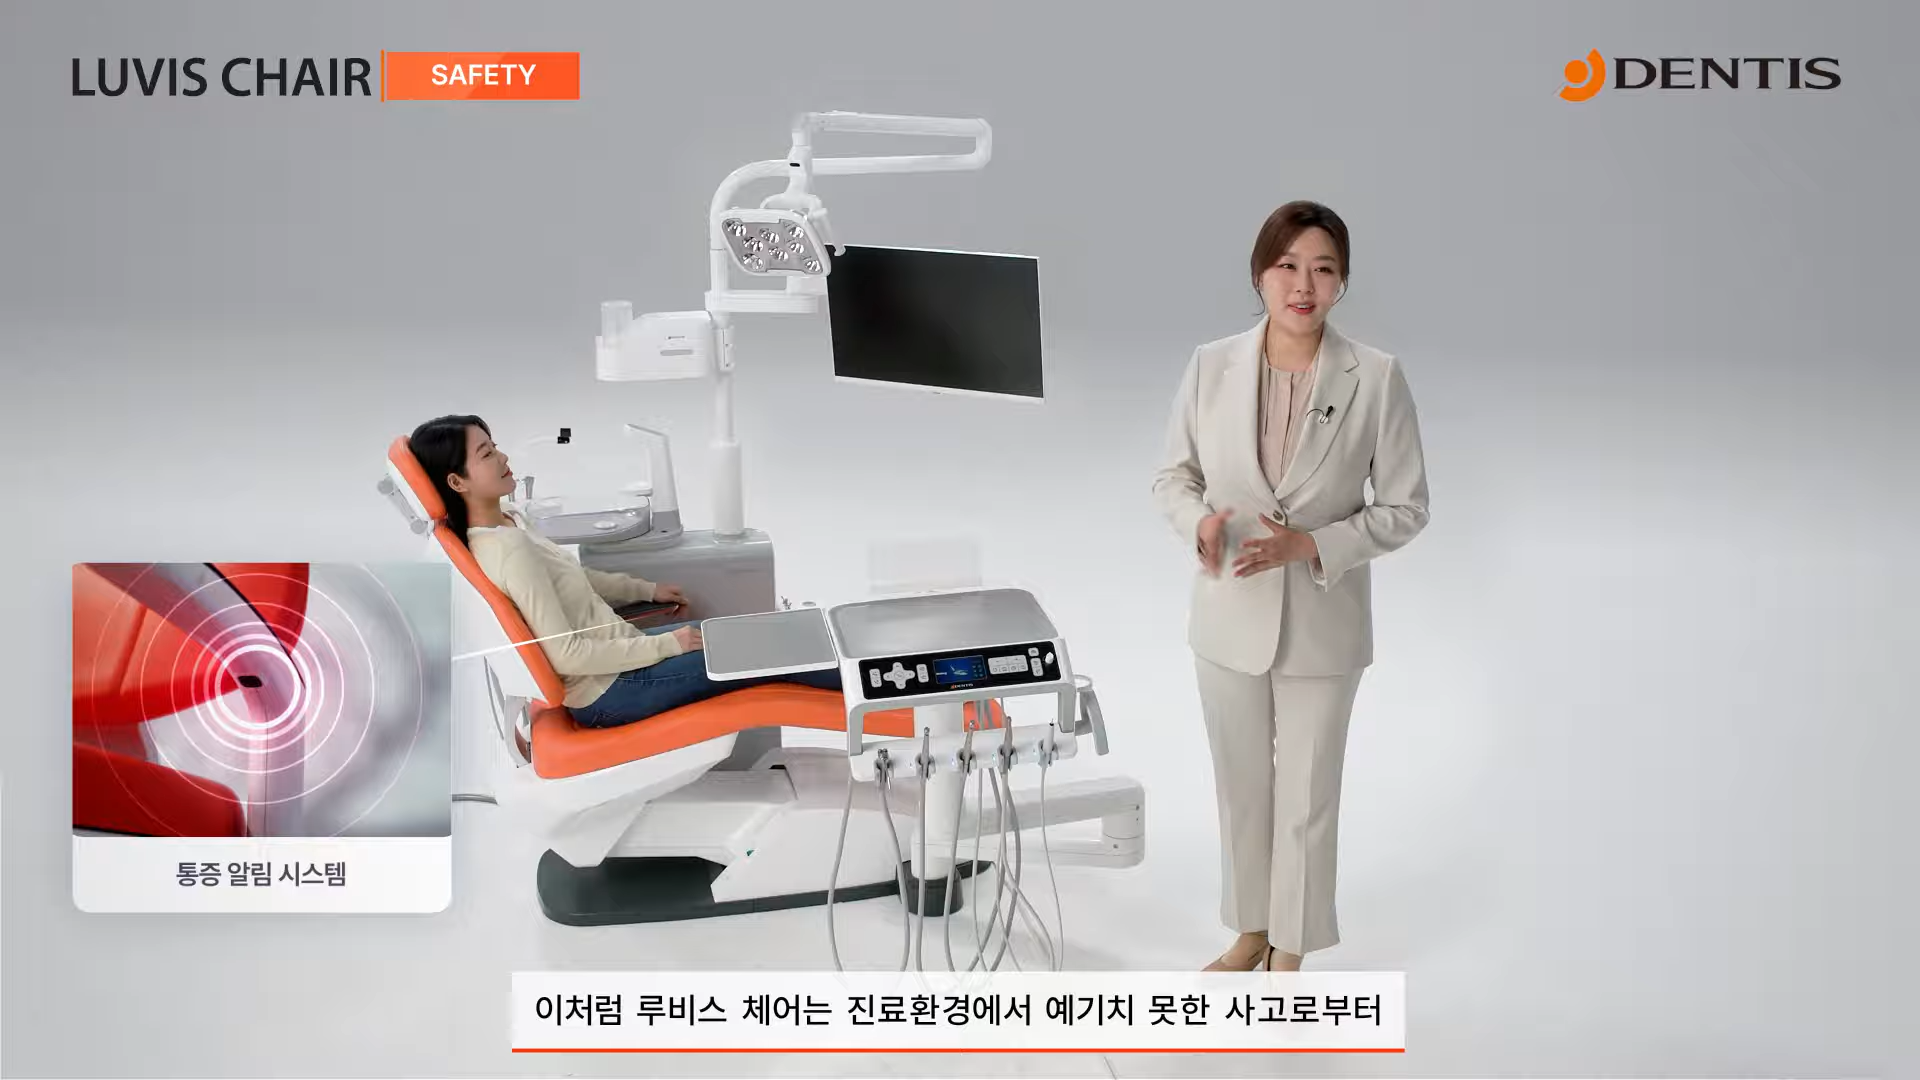 LUVIS CHAIR SAFETY
DENTIS
DENTIS
통증 알림 시스템
이처럼 루비스 체어는 진료환경에서 예기치 못한 사고로부터